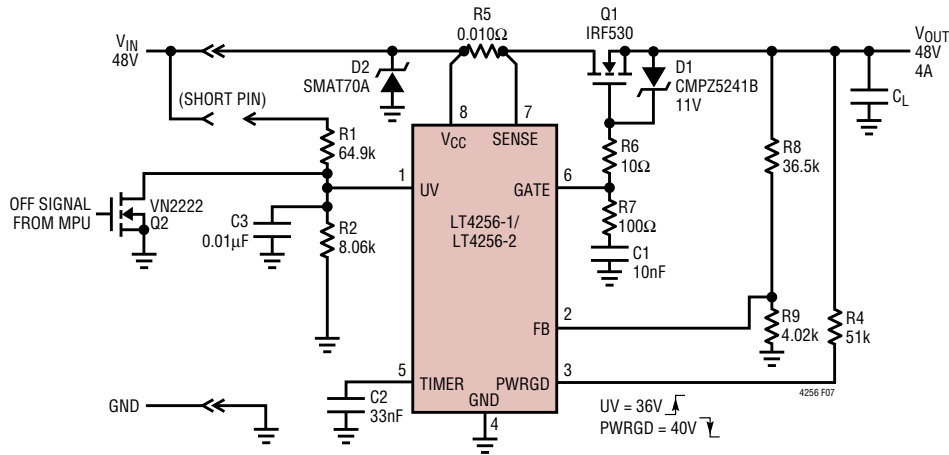 VIN
48V
(SHORT PIN)
D2
SMAT70A
R5
0.010Ω
Q1
IRF530
D1
CMPZ5241B
11V
VOUT
48V
4A
CL
R1
64.9k
8
7
VCC
SENSE
R6
10Ω
R8
36.5k
1
UV
GATE
6
OFF SIGNAL
FROM MPU
VN2222
Q2
C3
0.01µF
R2
8.06k
LT4256-1/
LT4256-2
R7
100Ω
C1
10nF
2
FB
R9
4.02k
R4
51k
5
TIMER
PWRGD
3
C2
33nF
GND
4
4256 F07
GND
UV = 36V
PWRGD = 40V